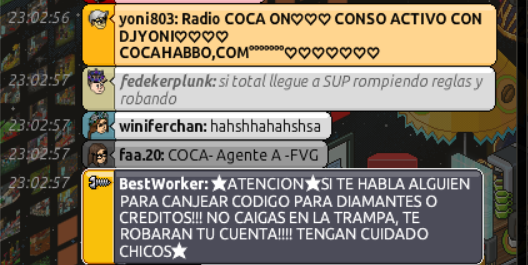 23:02:56
yoni803: Radio COCA ON♡♡♡ CONSO ACTIVO CON
DJYONI♡♡♡♡
COCAHABBO,COM°°°°°°°♡♡♡♡♡♡♡
23:02:57
fedekerplunk: si total llegue a SUP rompiendo reglas y
robando
23:02:57
winiferchan: hahshhahahshsa
23:02:57
faa.20: COCA- Agente A -FVG
23:02:57
BestWorker: ★ATENCION★SI TE HABLA ALGUIEN
PARA CANJEAR CODIGO PARA DIAMANTES O
CREDITOS!!! NO CAIGAS EN LA TRAMPA, TE
ROBARAN TU CUENTA!!!! TENGAN CUIDADO
CHICOS★